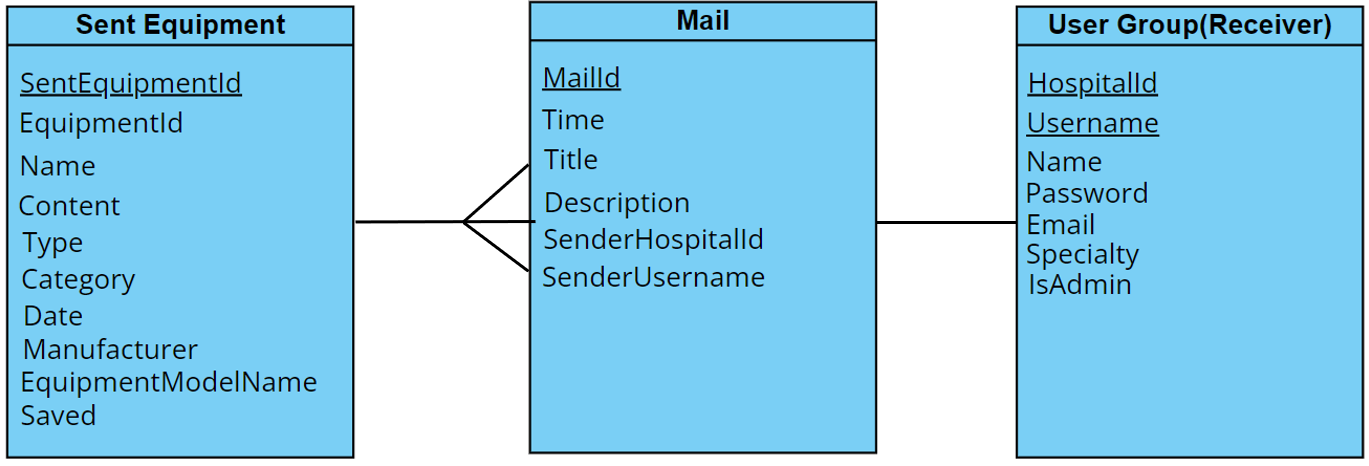 Sent Equipment
SentEquipmentId
EquipmentId
Name
Content
Type
Category
Date
Manufacturer
EquipmentModelName
Saved
Mail
MailId
Time
Title
Description
SenderHospitalId
SenderUsername
User Group(Receiver)
HospitalId
Username
Name
Password
Email
Specialty
IsAdmin